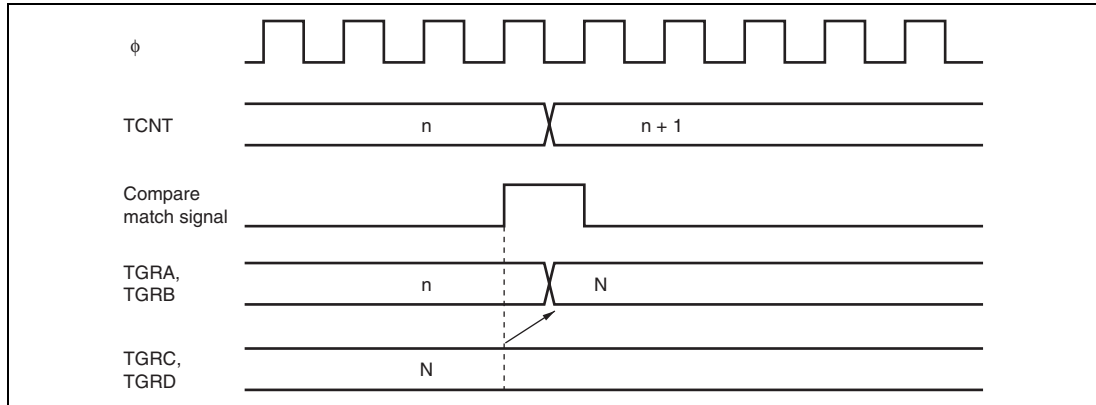 ϕ
TCNT
n
n + 1
Compare
match signal
TGRA,
TGRB
n
N
TGRC,
TGRD
N